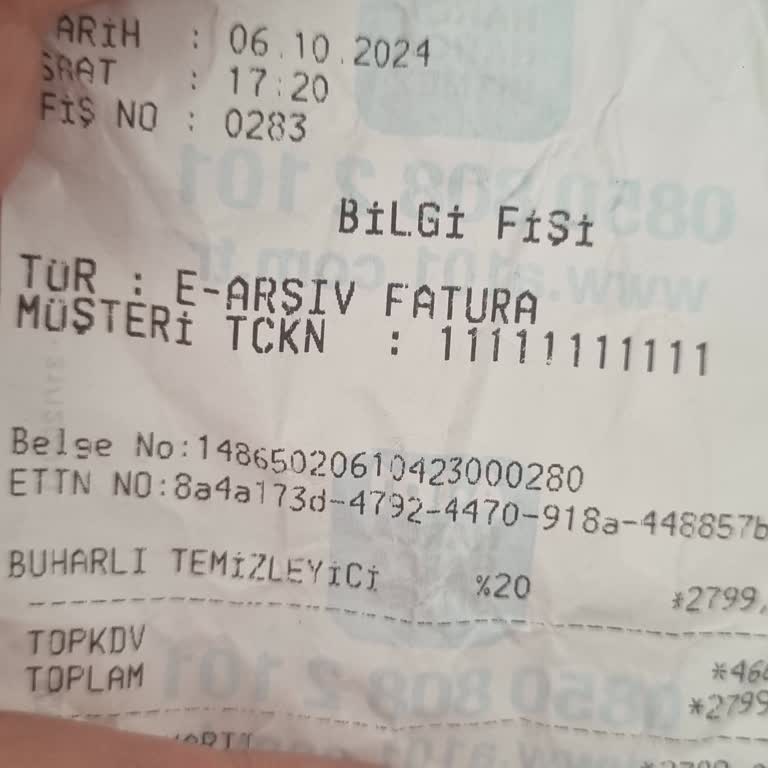 ARİH : 06.10.2024
SAAT : 17:20
FİŞ NO : 0283
BİLGİ FİŞİ
TÜR : E-ARŞIV FATURA
MÜŞTERİ TCKN : 11111111111
Belge No:14865020610423000280
ETTN NO:8a4a173d-4792-4470-918a-448857b
BUHARLI TEMİZLEYİCİ %20 *2799,
TOPKDV *466
TOPLAM *2799